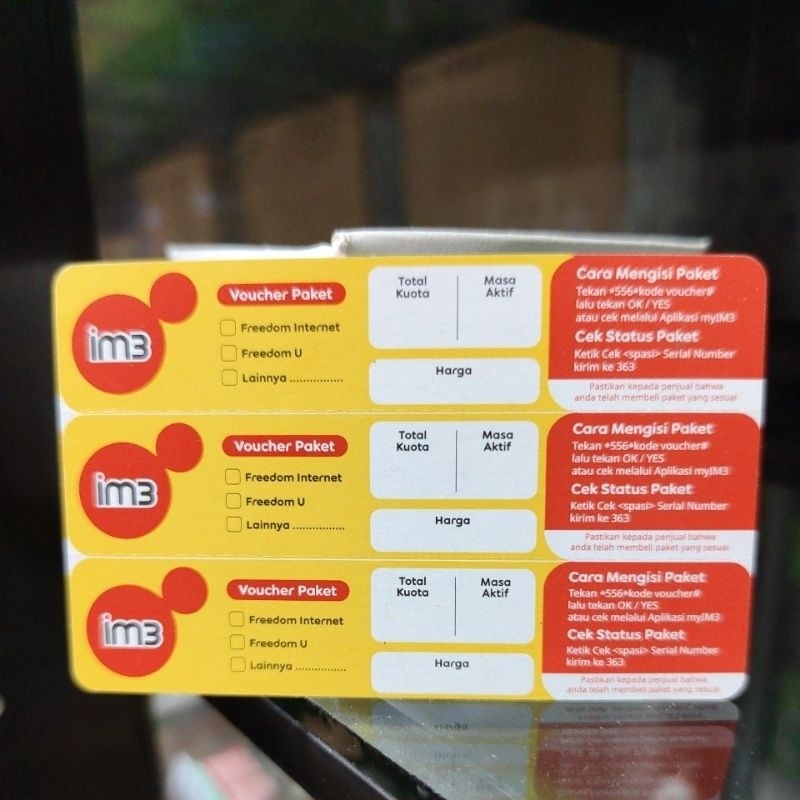 im3
Voucher Paket
Freedom Internet
Freedom U
Lainnya ...............
Total Kuota
Masa Aktif
Harga
Cara Mengisi Paket
Tekan *556*kode voucher#
lalu tekan OK / YES
atau cek melalui Aplikasi myIM3
Cek Status Paket
Ketik Cek <spasi> Serial Number
kirim ke 363
Pastikan kepada penjual bahwa
anda telah membeli paket yang sesuai
im3
Voucher Paket
Freedom Internet
Freedom U
Lainnya ...............
Total Kuota
Masa Aktif
Harga
Cara Mengisi Paket
Tekan *556*kode voucher#
lalu tekan OK / YES
atau cek melalui Aplikasi myIM3
Cek Status Paket
Ketik Cek <spasi> Serial Number
kirim ke 363
Pastikan kepada penjual bahwa
anda telah membeli paket yang sesuai
im3
Voucher Paket
Freedom Internet
Freedom U
Lainnya ...............
Total Kuota
Masa Aktif
Harga
Cara Mengisi Paket
Tekan *556*kode voucher#
lalu tekan OK / YES
atau cek melalui Aplikasi myIM3
Cek Status Paket
Ketik Cek <spasi> Serial Number
kirim ke 363
Pastikan kepada penjual bahwa
anda telah membeli paket yang sesuai